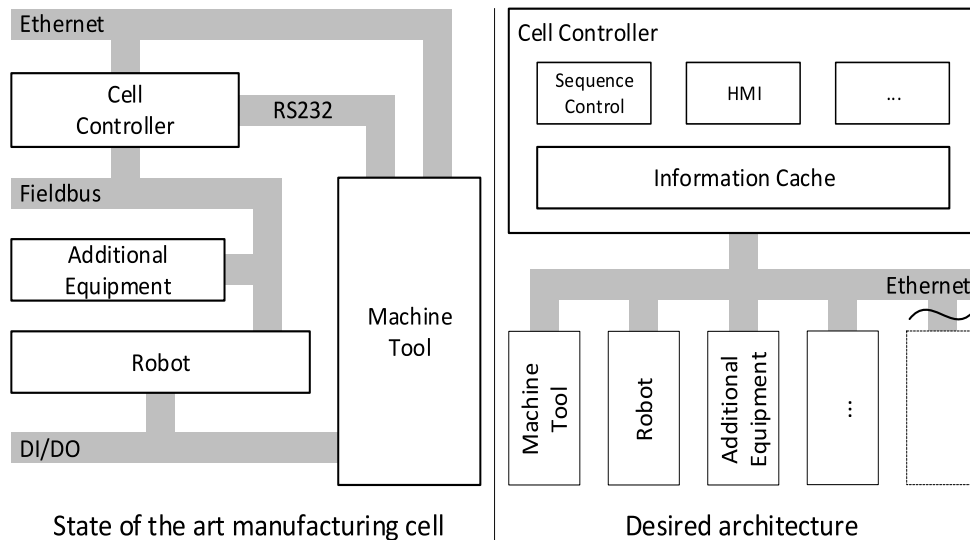 Ethernet
Cell
Controller
RS232
Fieldbus
Additional
Equipment
Robot
Machine
Tool
DI/DO
State of the art manufacturing cell
Cell Controller
Sequence
Control
HMI
...
Information Cache
Ethernet
Machine
Tool
Robot
Additional
Equipment
...
Desired architecture